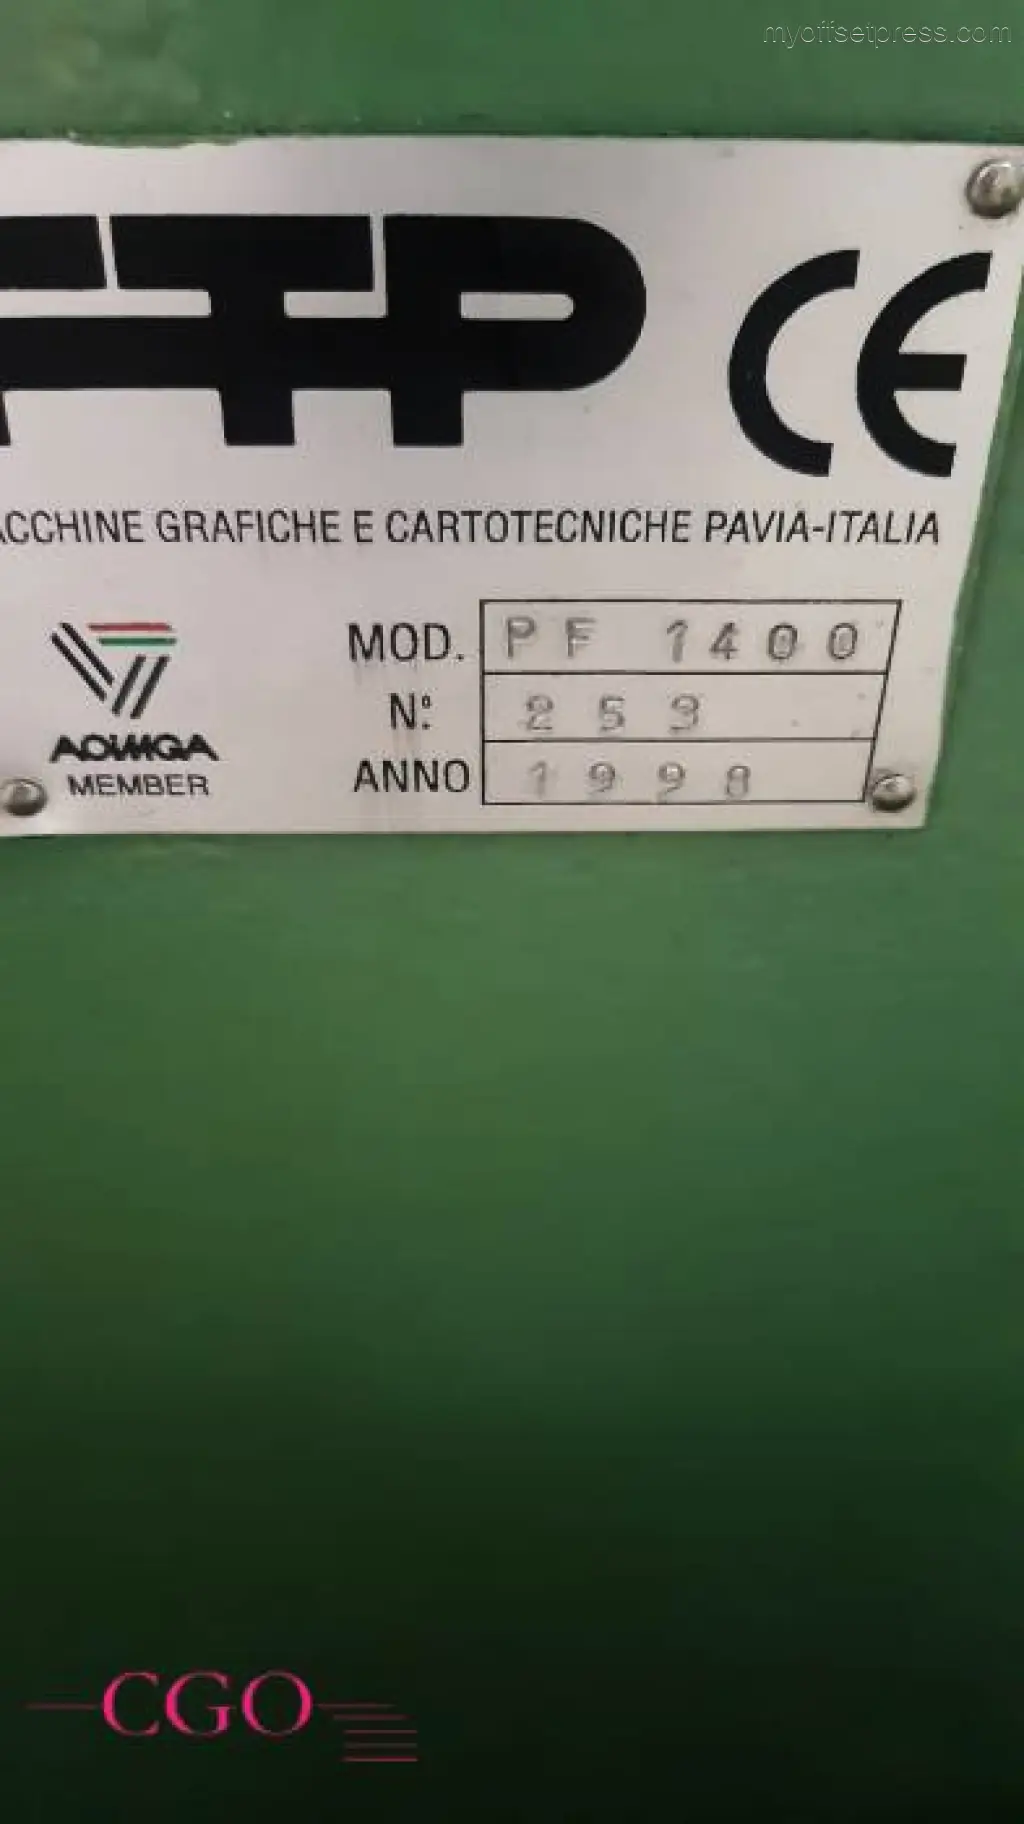 myoffsetpress.com
FTP CE
ACCHINE GRAFICHE E CARTOTECNICHE PAVIA-ITALIA
MOD. PF 1400
N.º 253
ACIMGA
MEMBER
ANNO 1998
CGO